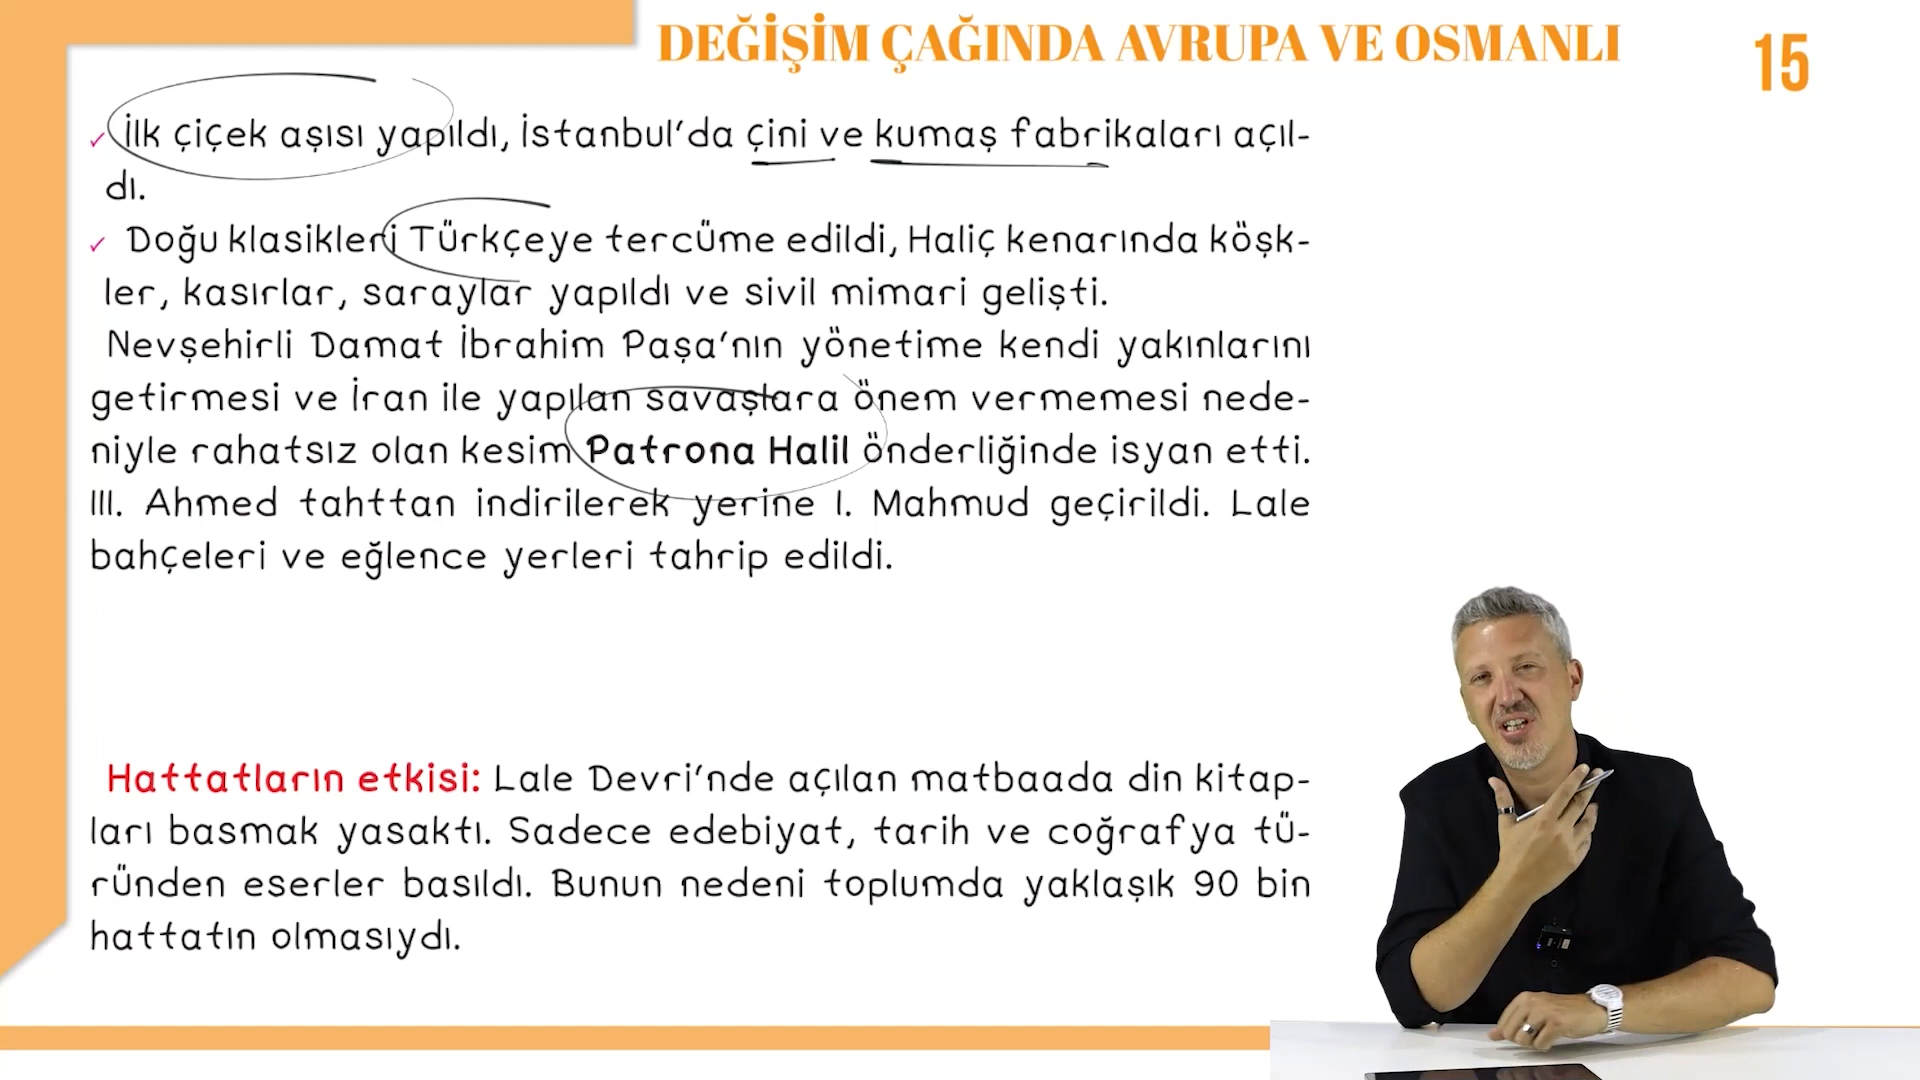 DEĞİŞİM ÇAĞINDA AVRUPA VE OSMANLI
15
✓ İlk çiçek aşısı yapıldı, İstanbul'da çini ve kumaş fabrikaları açıl-
dı.
✓ Doğu klasikleri Türkçeye tercüme edildi, Haliç kenarında köşk-
ler, kasırlar, saraylar yapıldı ve sivil mimari gelişti.
Nevşehirli Damat İbrahim Paşa'nın yönetime kendi yakınlarını
getirmesi ve İran ile yapılan savaşlara önem vermemesi nede-
niyle rahatsız olan kesim Patrona Halil önderliğinde isyan etti.
III. Ahmed tahttan indirilerek yerine I. Mahmud geçirildi. Lale
bahçeleri ve eğlence yerleri tahrip edildi.
Hattatların etkisi: Lale Devri'nde açılan matbaada din kitap-
ları basmak yasaktı. Sadece edebiyat, tarih ve coğrafya tü-
ründen eserler basıldı. Bunun nedeni toplumda yaklaşık 90 bin
hattatın olmasıydı.